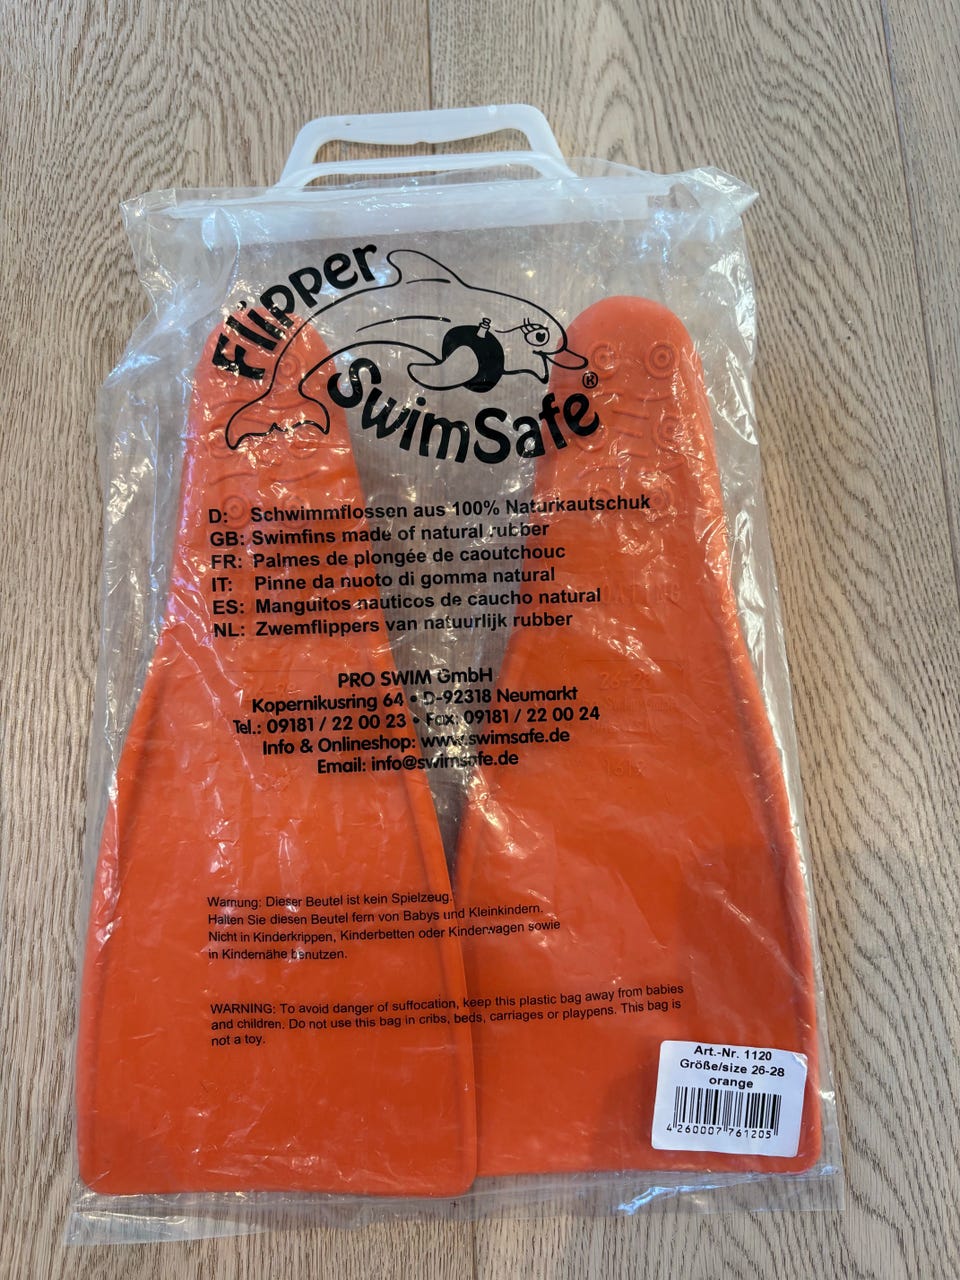 Flipper
SwimSafe®
D: Schwimmflossen aus 100% Naturkautschuk
GB: Swimfins made of natural rubber
FR: Palmes de plongée de caoutchouc
IT: Pinne da nuoto di gomma natural
ES: Manguitos nauticos de caucho natural
NL: Zwemflippers van natuurlijk rubber
26-28
PRO SWIM GmbH
Kopernikusring 64 • D-92318 Neumarkt
Tel.: 09181 / 22 00 23 • Fax: 09181 / 22 00 24
Info & Onlineshop: www.swimsafe.de
Email: info@swimsafe.de
Warnung: Dieser Beutel ist kein Spielzeug.
Halten Sie diesen Beutel fern von Babys und Kleinkindern.
Nicht in Kinderkrippen, Kinderbetten oder Kinderwagen sowie
in Kindernähe benutzen.
WARNING: To avoid danger of suffocation, keep this plastic bag away from babies
and children. Do not use this bag in cribs, beds, carriages or playpens. This bag is
not a toy.
Art.-Nr. 1120
Größe/size 26-28
orange
4 260007 761205